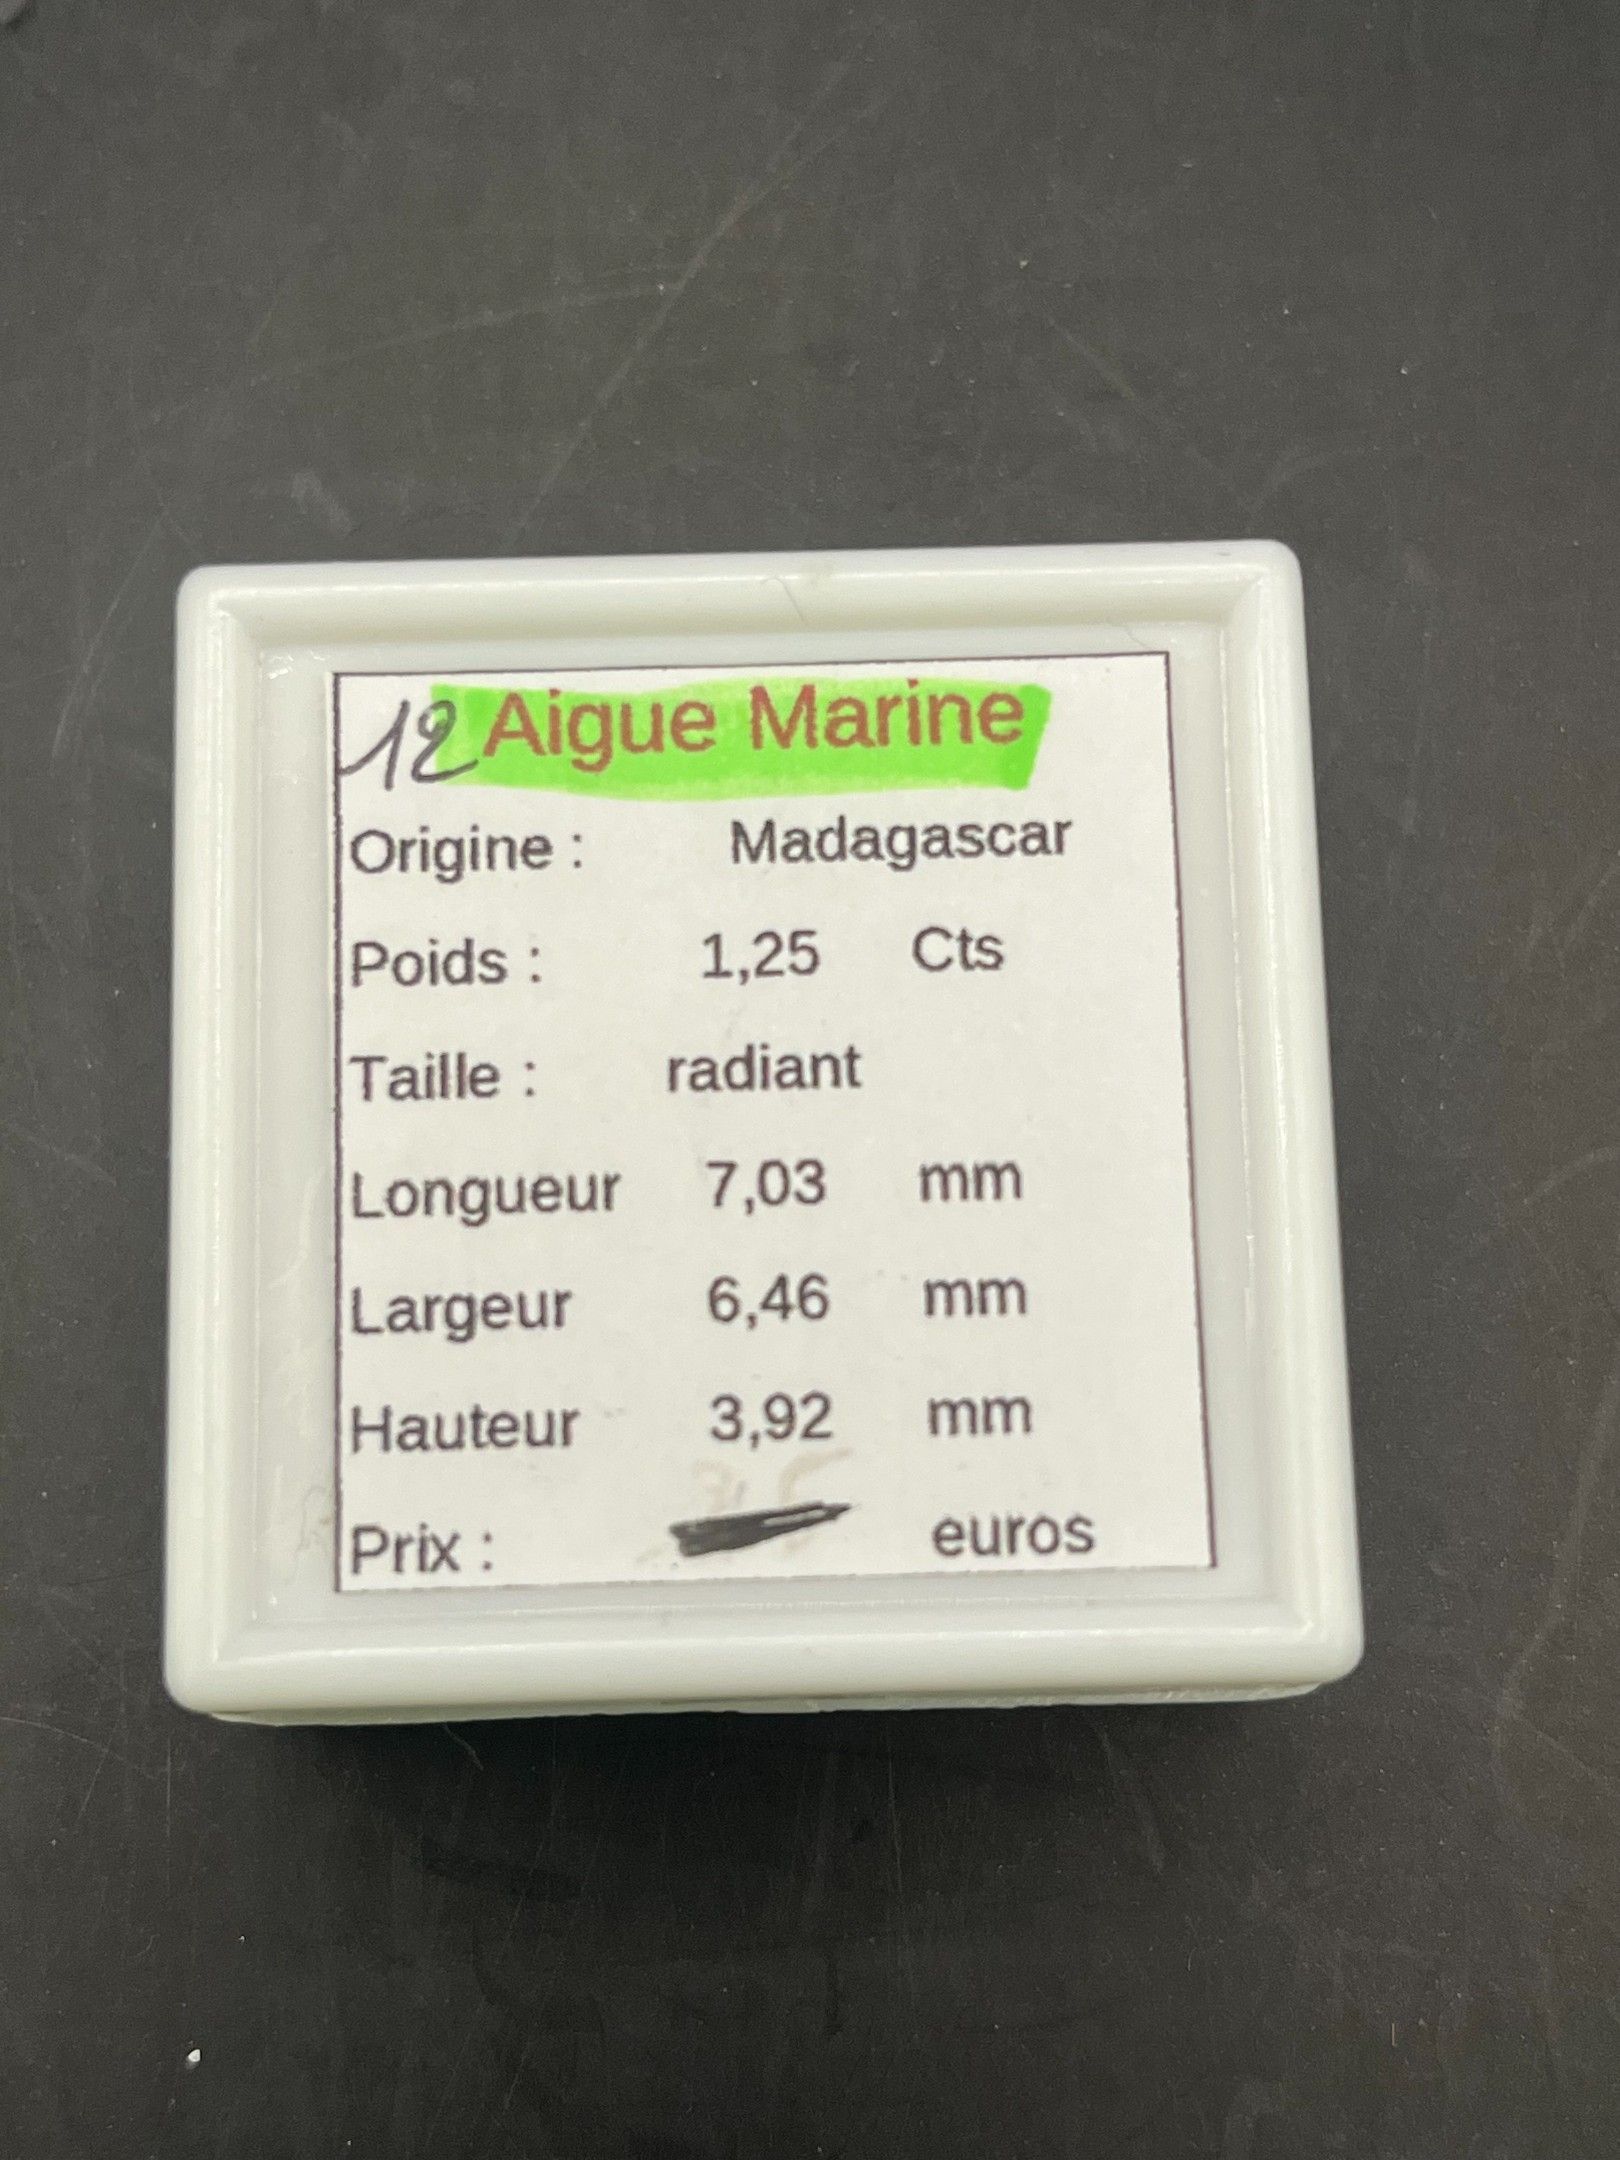 12 Aigue Marine
Origine : Madagascar
Poids : 1,25 Cts
Taille : radiant
Longueur 7,03 mm
Largeur 6,46 mm
Hauteur 3,92 mm
Prix : euros